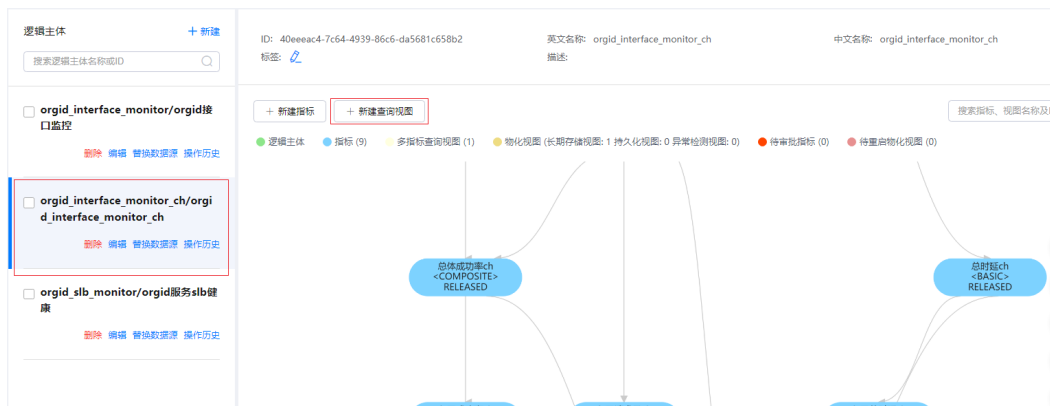 逻辑主体
+ 新建
搜索逻辑主体名称或ID
orgid_interface_monitor/orgid接
口监控
删除 编辑 替换数据源 操作历史
orgid_interface_monitor_ch/orgi
d_interface_monitor_ch
删除 编辑 替换数据源 操作历史
orgid_slb_monitor/orgid服务slb健
康
删除 编辑 替换数据源 操作历史
ID: 40eeeac4-7c64-4939-86c6-da5681c658b2
英文名称: orgid_interface_monitor_ch
中文名称: orgid_interface_monitor_ch
标签:
描述:
+ 新建指标
+ 新建查询视图
搜索指标、视图名称及
逻辑主体 指标 (9) 多指标查询视图 (1) 物化视图 (长期存储视图: 1 持久化视图: 0 异常检测视图: 0) 待审批指标 (0) 待重启物化视图 (0)
总体成功率ch
<COMPOSITE>
RELEASED
总时延ch
<BASIC>
RELEASED